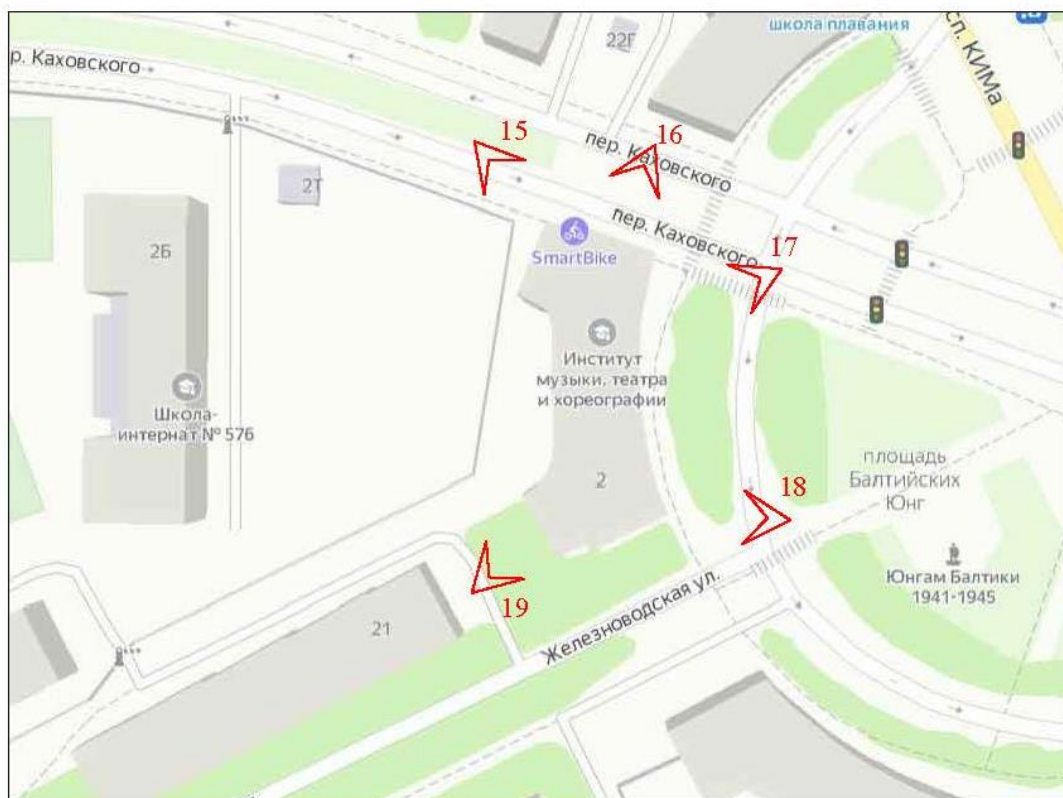 школа плавания
22Г
сп. КИМа
р. Каховского
15
16
пер. Каховского
2Т
пер. Каховского
17
2Б
SmartBike
Институт
музыки, театра
и хореографии
Школа-
интернат № 576
площадь
Балтийских
Юнг
2
18
Юнгам Балтики
1941-1945
19
Железноводская ул.
21